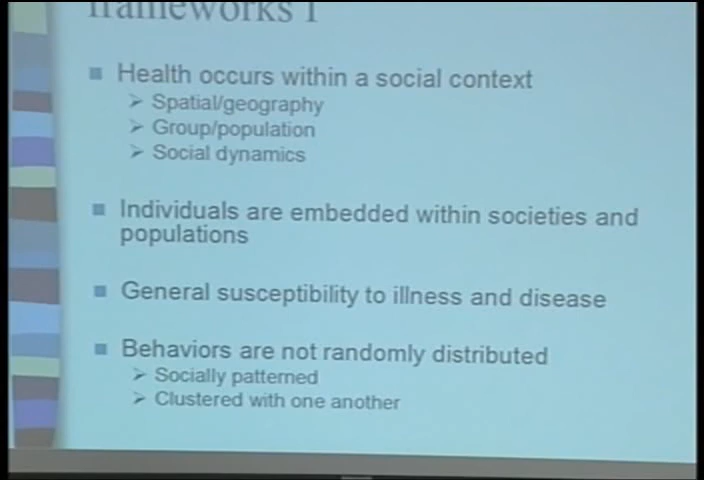 frameworks I
Health occurs within a social context
Spatial/geography
Group/population
Social dynamics
Individuals are embedded within societies and
populations
General susceptibility to illness and disease
Behaviors are not randomly distributed
Socially patterned
Clustered with one another